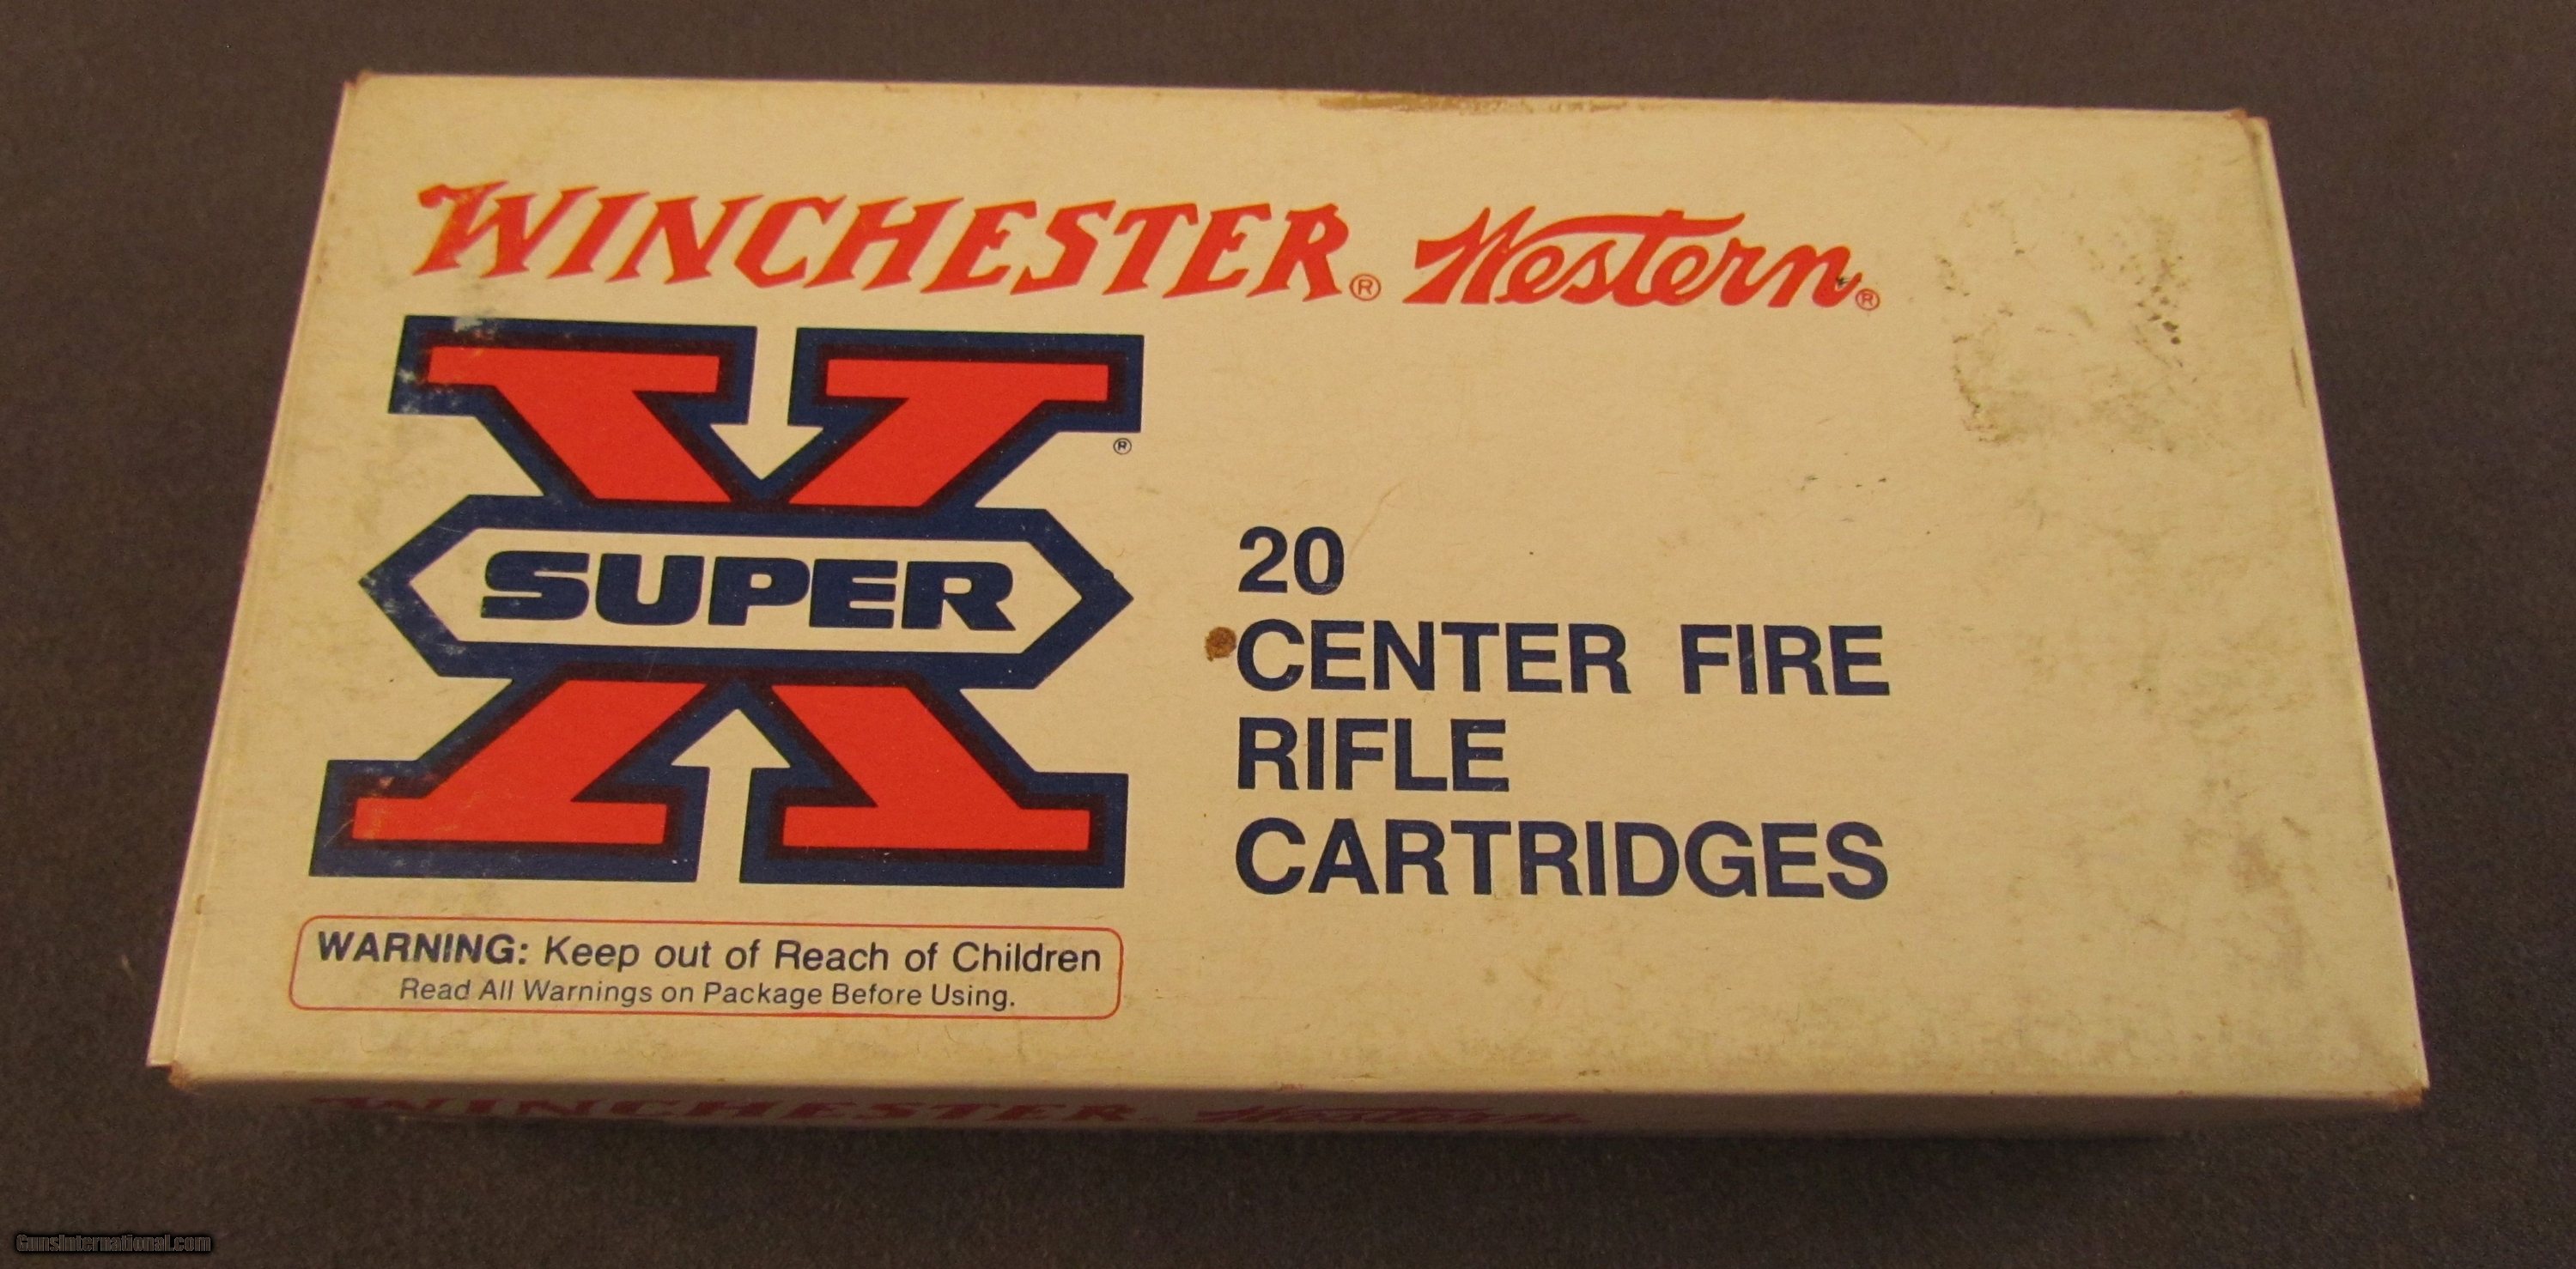 WINCHESTER® Western®
®
SUPER
20
CENTER FIRE
RIFLE
CARTRIDGES
WARNING: Keep out of Reach of Children
Read All Warnings on Package Before Using.
WINCHESTER® Western®
GunsInternational.com